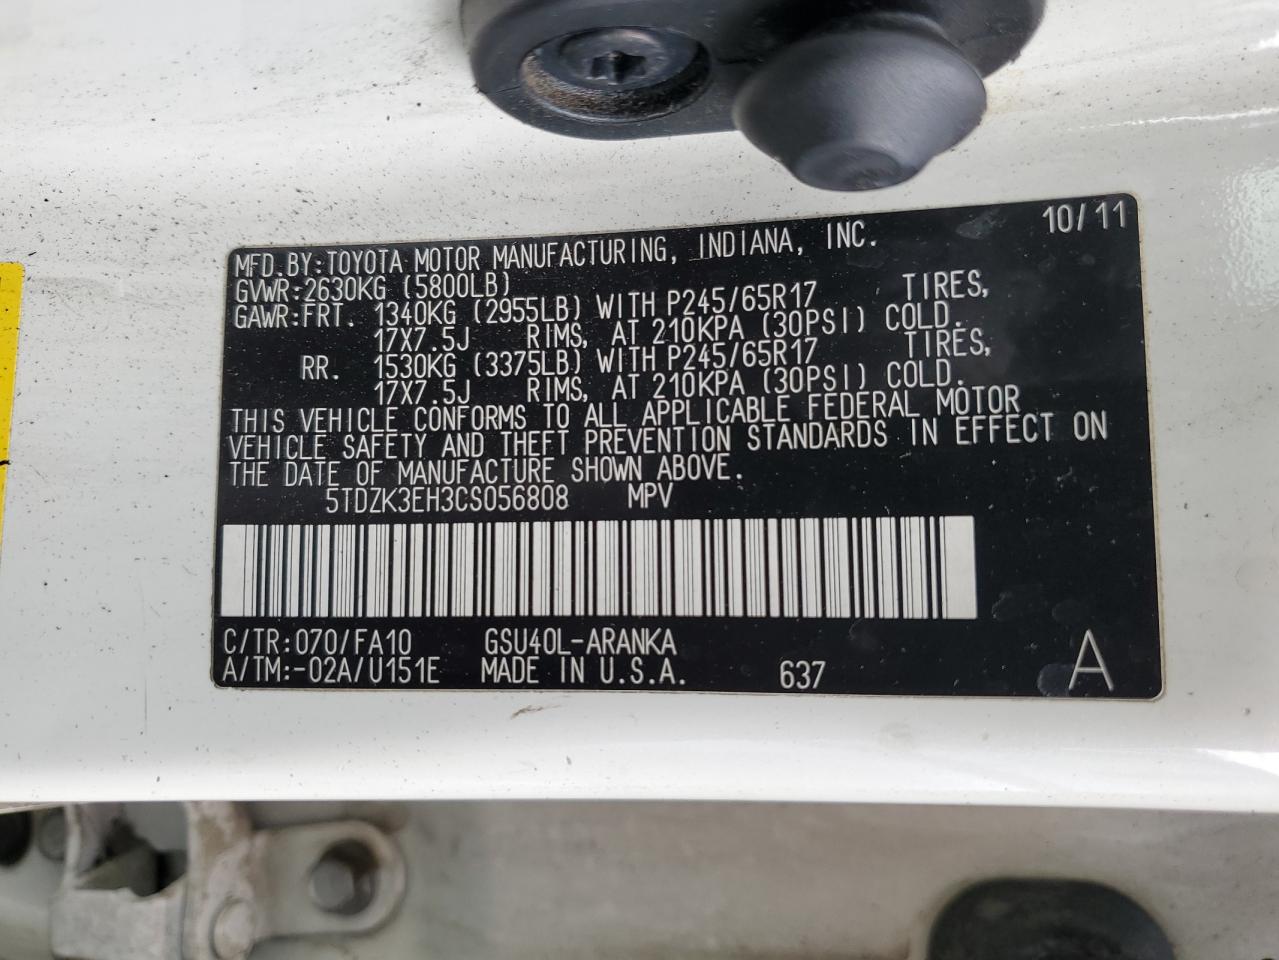 10/11
MFD.BY:TOYOTA MOTOR MANUFACTURING, INDIANA, INC.
GVWR:2630KG (5800LB)
GAWR:FRT. 1340KG (2955LB) WITH P245/65R17 TIRES,
17X7.5J RIMS, AT 210KPA (30PSI) COLD.
RR. 1530KG (3375LB) WITH P245/65R17 TIRES,
17X7.5J RIMS, AT 210KPA (30PSI) COLD.
THIS VEHICLE CONFORMS TO ALL APPLICABLE FEDERAL MOTOR
VEHICLE SAFETY AND THEFT PREVENTION STANDARDS IN EFFECT ON
THE DATE OF MANUFACTURE SHOWN ABOVE.
5TDZK3EH3CS056808 MPV
C/TR:070/FA10 GSU40L-ARANKA
A/TM:-02A/U151E MADE IN U.S.A. 637 A